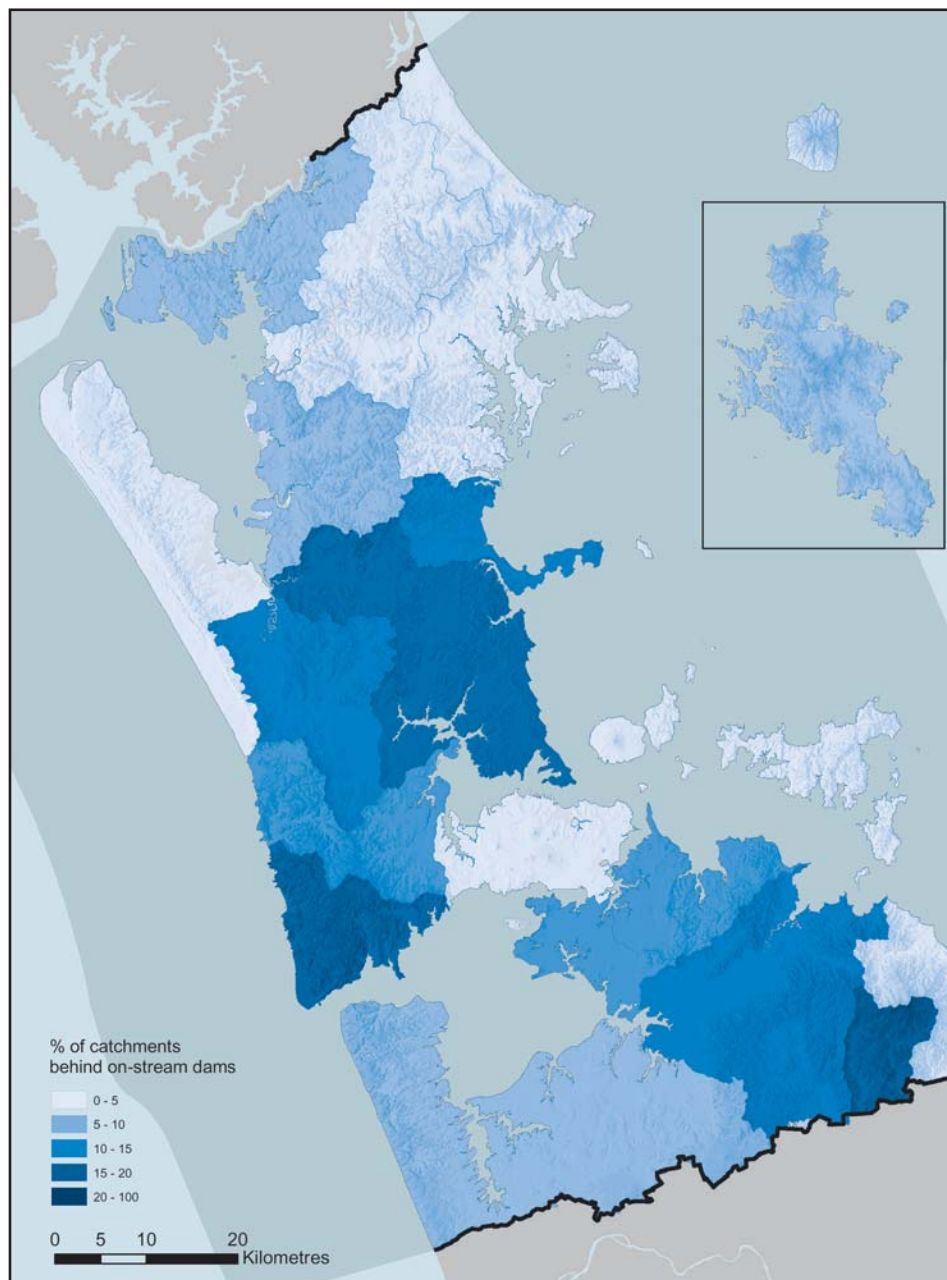 % of catchments
behind on-stream dams
0 - 5
5 - 10
10 - 15
15 - 20
20 - 100
0 5 10 20
Kilometres